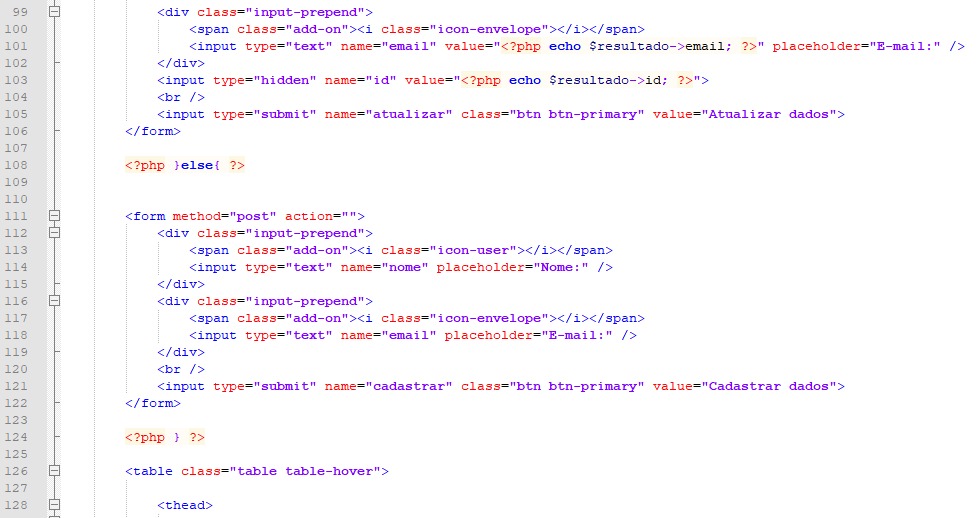 99 <div class="input-prepend">
100 <span class="add-on"><i class="icon-envelope"></i></span>
101 <input type="text" name="email" value="<?php echo $resultado->email; ?>" placeholder="E-mail:" />
102 </div>
103 <input type="hidden" name="id" value="<?php echo $resultado->id; ?>">
104 <br />
105 <input type="submit" name="atualizar" class="btn btn-primary" value="Atualizar dados">
106 </form>
107
108 <?php }else{ ?>
109
110
111 <form method="post" action="">
112 <div class="input-prepend">
113 <span class="add-on"><i class="icon-user"></i></span>
114 <input type="text" name="nome" placeholder="Nome:" />
115 </div>
116 <div class="input-prepend">
117 <span class="add-on"><i class="icon-envelope"></i></span>
118 <input type="text" name="email" placeholder="E-mail:" />
119 </div>
120 <br />
121 <input type="submit" name="cadastrar" class="btn btn-primary" value="Cadastrar dados">
122 </form>
123
124 <?php } ?>
125
126 <table class="table table-hover">
127
128 <thead>